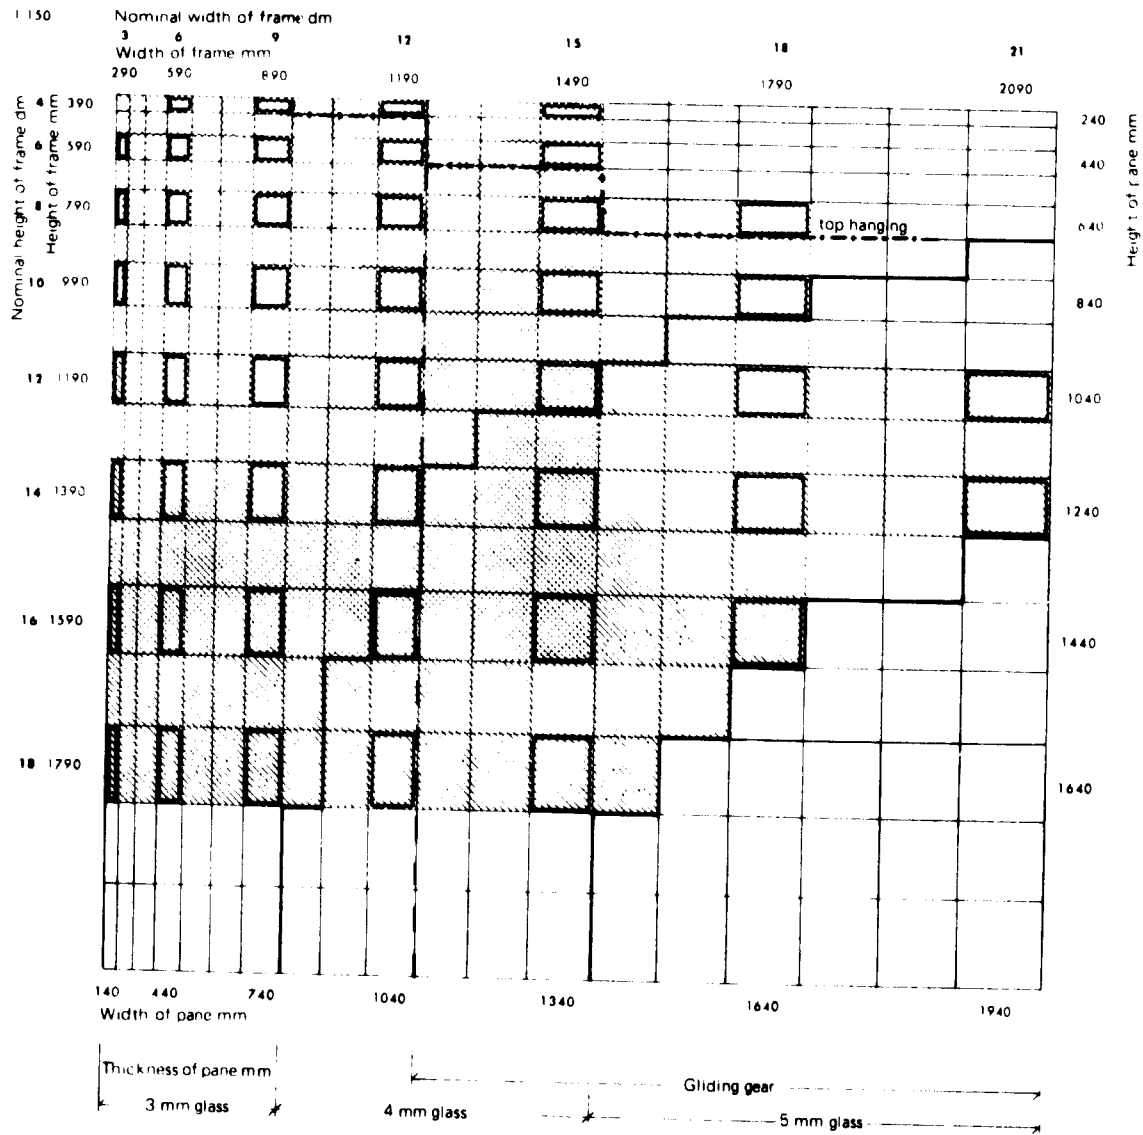 1:150 Nominal width of frame dm
3 6 9 12 15 18 21
Width of frame mm
290 590 890 1190 1490 1790 2090
Nominal height of frame dm
Height of frame mm
Height of pane mm
4 390 240
6 590 440
8 790 640
top hanging
10 990 840
12 1190 1040
14 1390 1240
16 1590 1440
18 1790 1640
140 440 740 1040 1340 1640 1940
Width of pane mm
Thickness of pane mm
Gliding gear
3 mm glass 4 mm glass 5 mm glass